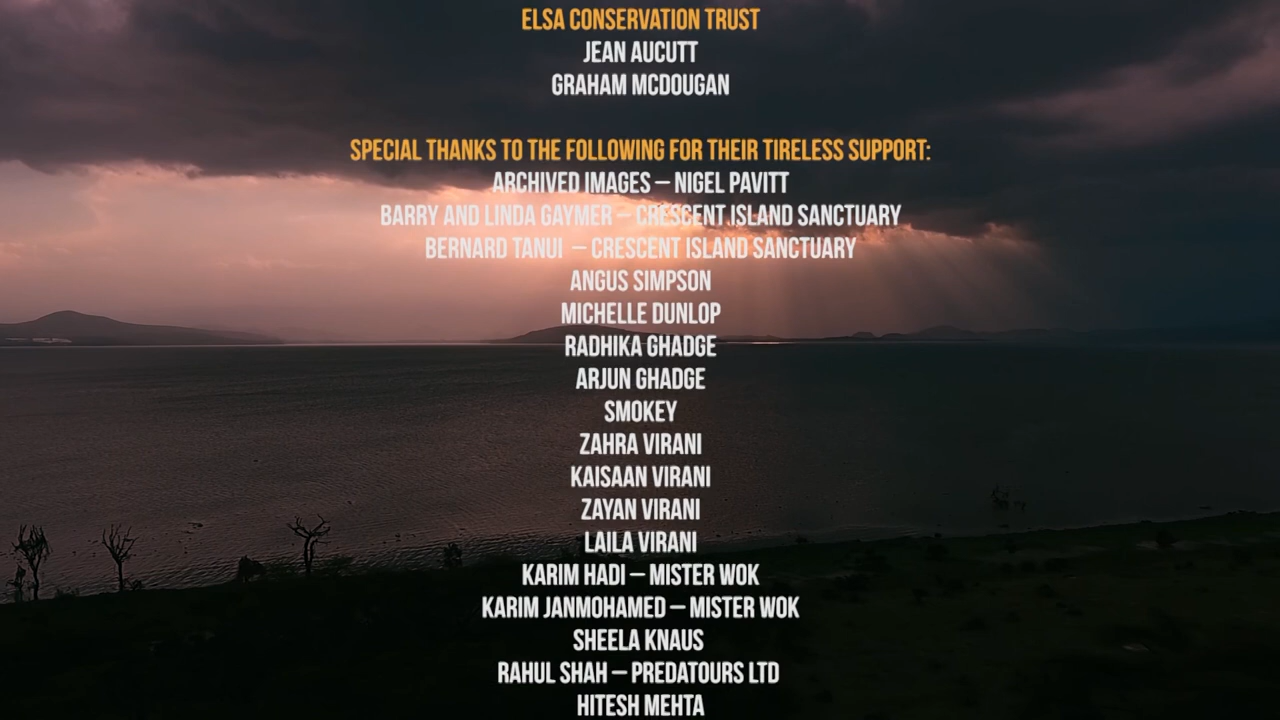 ELSA CONSERVATION TRUST
JEAN AUCUTT
GRAHAM MCDOUGAN
SPECIAL THANKS TO THE FOLLOWING FOR THEIR TIRELESS SUPPORT:
ARCHIVED IMAGES – NIGEL PAVITT
BARRY AND LINDA GAYMER – CRESCENT ISLAND SANCTUARY
BERNARD TANUI – CRESCENT ISLAND SANCTUARY
ANGUS SIMPSON
MICHELLE DUNLOP
RADHIKA GHADGE
ARJUN GHADGE
SMOKEY
ZAHRA VIRANI
KAISAAN VIRANI
ZAYAN VIRANI
LAILA VIRANI
KARIM HADI – MISTER WOK
KARIM JANMOHAMED – MISTER WOK
SHEELA KNAUS
RAHUL SHAH – PREDATOURS LTD
HITESH MEHTA